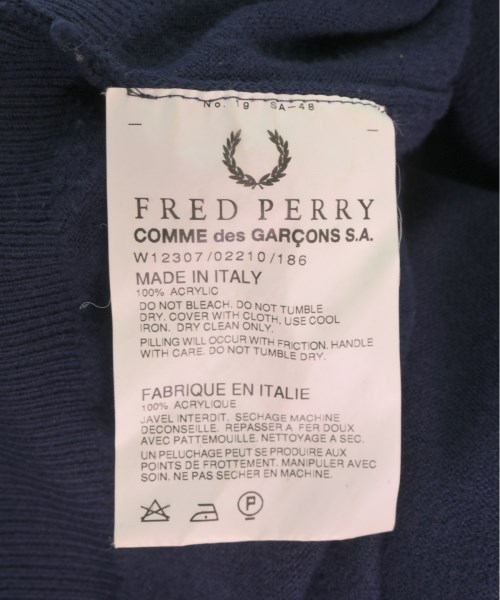 No. 19 SA-48
FRED PERRY
COMME des GARÇONS S.A.
W12307/02210/186
MADE IN ITALY
100% ACRYLIC
DO NOT BLEACH. DO NOT TUMBLE
DRY. COVER WITH CLOTH, USE COOL
IRON. DRY CLEAN ONLY.
PILLING WILL OCCUR WITH FRICTION. HANDLE
WITH CARE. DO NOT TUMBLE DRY.
FABRIQUE EN ITALIE
100% ACRYLIQUE
JAVEL INTERDIT. SECHAGE MACHINE
DECONSEILLE. REPASSER A FER DOUX
AVEC PATTEMOUILLE. NETTOYAGE A SEC.
UN PELUCHAGE PEUT SE PRODUIRE AUX
POINTS DE FROTTEMENT. MANIPULER AVEC
SOIN. NE PAS SECHER EN MACHINE.
P